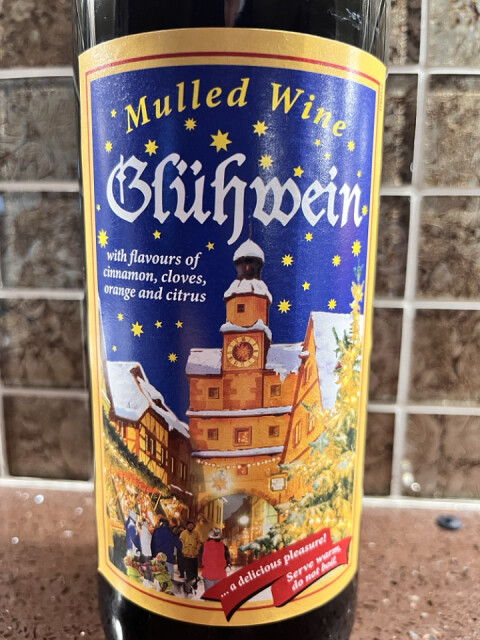 Mulled Wine
Glühwein
with flavours of
cinnamon, cloves,
orange and citrus
... a delicious pleasure!
Serve warm,
do not boil.